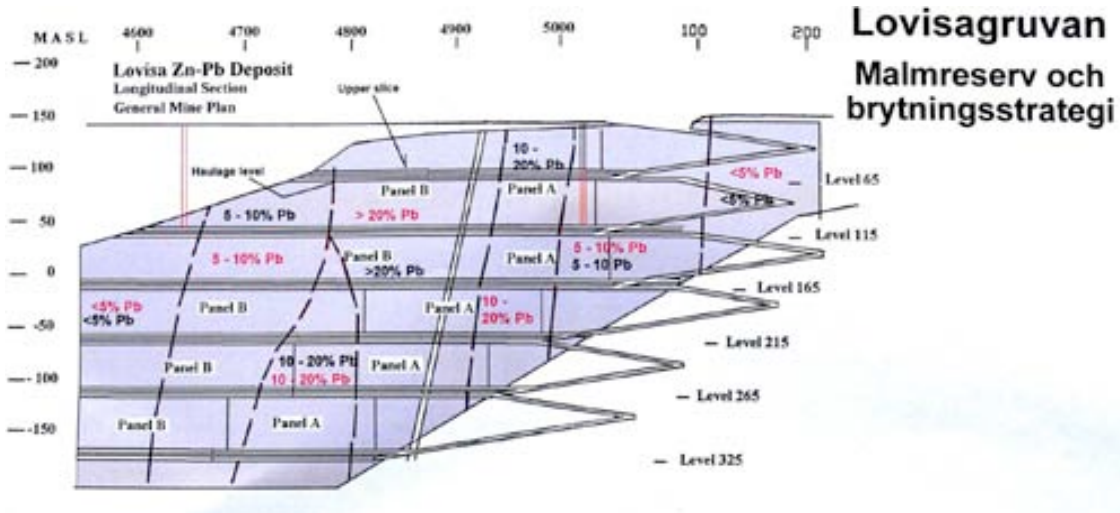 Lovisagruvan
Malmreserv och
brytningsstrategi
MASL 4600 4700 4800 4900 5000 100 200
200
150
100
50
0
-50
-100
-150
Lovisa Zn-Pb Deposit
Longitudinal Section
General Mine Plan
Upper slice
Haulage level
10 -
20% Pb
Panel B
Panel A
<5% Pb
<5% Pb
Level 65
5 - 10% Pb
> 20% Pb
5 - 10% Pb
Panel B
>20% Pb
Panel A
5 - 10% Pb
5 - 10 Pb
Level 115
<5% Pb
<5% Pb
Panel B
Panel A
10 -
20% Pb
Level 165
Level 215
Panel B
10 - 20% Pb
10 - 20% Pb
Panel A
Level 265
Panel B
Panel A
Level 325